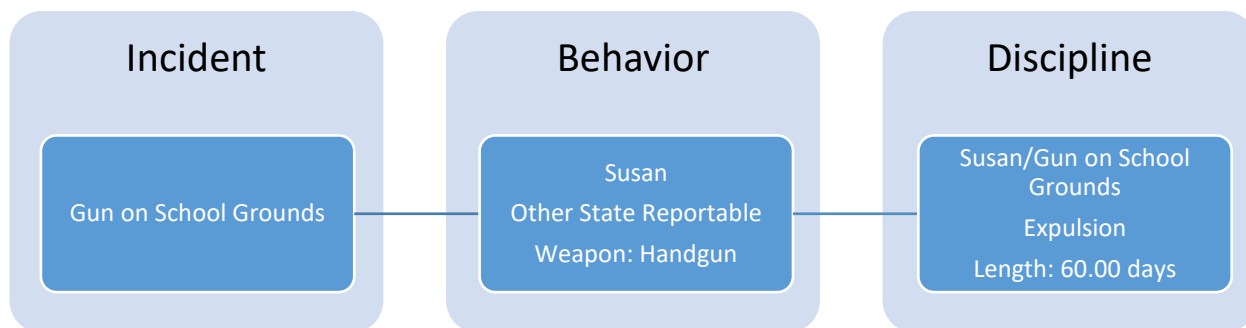 Incident
Gun on School Grounds
Behavior
Susan
Other State Reportable
Weapon: Handgun
Discipline
Susan/Gun on School
Grounds
Expulsion
Length: 60.00 days